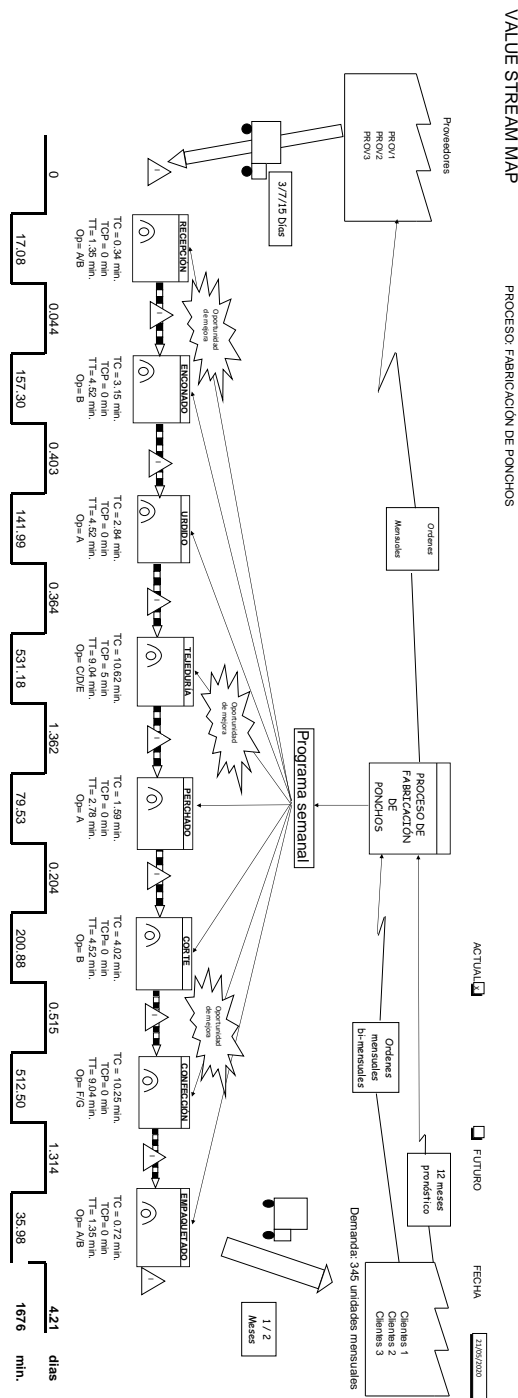 VALUE STREAM MAP
PROCESO: FABRICACIÓN DE PONCHOS
ACTUAL x
FUTURO
FECHA
21/05/2020
Proveedores
PROV1
PROV2
PROV3
Ordenes
Mensuales
PROCESO DE
FABRICACIÓN
DE
PONCHOS
Ordenes
mensuales
bi-mensuales
12 meses
pronóstico
Clientes 1
Clientes 2
Clientes 3
Demanda: 345 unidades mensuales
3/7/15 Días
Programa semanal
1 / 2
Meses
Oportunidad
de mejora
Oportunidad
de mejora
Oportunidad
de mejora
I
RECEPCIÓN
TC = 0.34 min.
TCP = 0 min
TT= 1.35 min.
Op= A/B
I
ENCONADO
TC = 3.15 min.
TCP = 0 min
TT= 4.52 min.
Op= B
I
URDIDO
TC = 2.84 min.
TCP = 0 min
TT= 4.52 min.
Op= A
I
TEJEDURÍA
TC = 10.62 min.
TCP = 5 min
TT= 9.04 min.
Op= C/D/E
I
PERCHADO
TC = 1.59 min.
TCP= 0 min
TT= 2.78 min.
Op= A
I
CORTE
TC = 4.02 min.
TCP= 0 min
TT= 4.52 min.
Op= B
I
CONFECCIÓN
TC = 10.25 min.
TCP= 0 min
TT= 9.04 min.
Op= F/G
I
EMPAQUETADO
TC = 0.72 min.
TCP= 0 min
TT= 1.35 min.
Op= A/B
I
0
0.044
0.403
0.364
1.362
0.204
0.515
1.314
4.21 dias
17.08
157.30
141.99
531.18
79.53
200.88
512.50
35.98
1676 min.